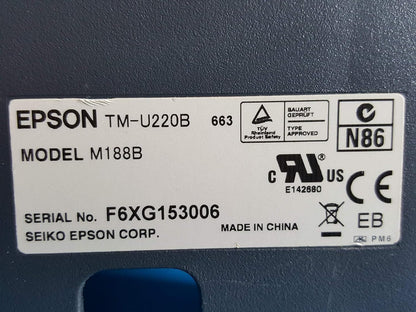 EPSON TM-U220B 663
TÜV
Rheinland
Product Safety
BAUART
GEPRÜFT
TYPE
APPROVED
N86
MODEL M188B
C UL US
E142680
SERIAL No. F6XG153006
SEIKO EPSON CORP.
MADE IN CHINA
EB
PM6